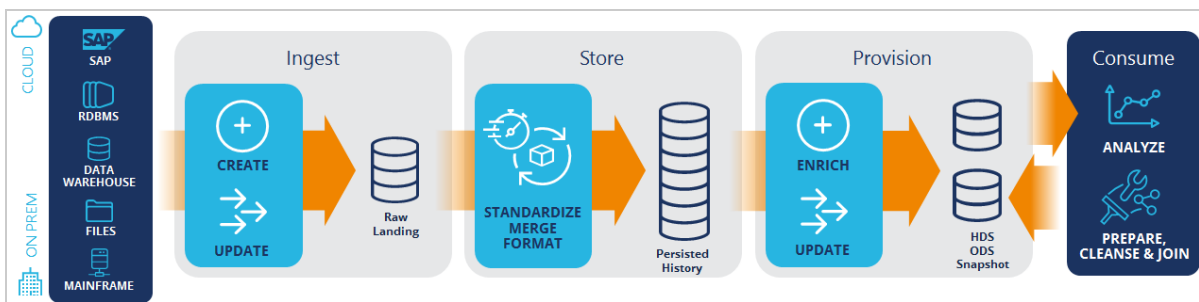 CLOUD
ON PREM
SAP
SAP
RDBMS
DATA
WAREHOUSE
FILES
MAINFRAME
Ingest
CREATE
UPDATE
Raw
Landing
Store
STANDARDIZE
MERGE
FORMAT
Persisted
History
Provision
ENRICH
UPDATE
HDS
ODS
Snapshot
Consume
ANALYZE
PREPARE,
CLEANSE & JOIN